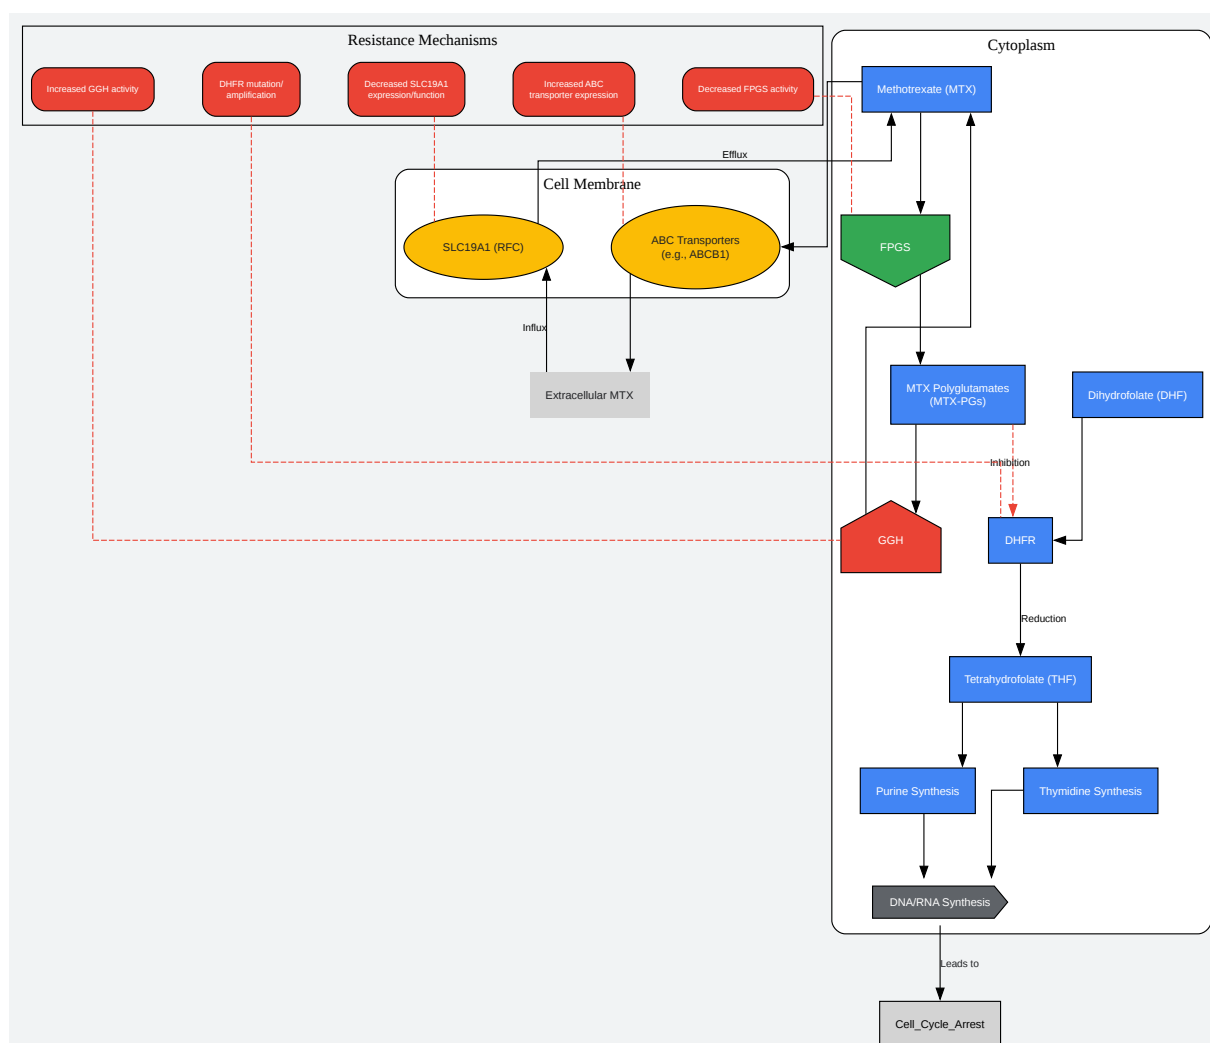 Resistance Mechanisms
Increased GGH activity
DHFR mutation/
amplification
Decreased SLC19A1
expression/function
Increased ABC
transporter expression
Decreased FPGS activity
Cytoplasm
Methotrexate (MTX)
Efflux
Cell Membrane
SLC19A1 (RFC)
ABC Transporters
(e.g., ABCB1)
FPGS
Influx
Extracellular MTX
MTX Polyglutamates
(MTX-PGs)
Dihydrofolate (DHF)
Inhibition
GGH
DHFR
Reduction
Tetrahydrofolate (THF)
Purine Synthesis
Thymidine Synthesis
DNA/RNA Synthesis
Leads to
Cell_Cycle_Arrest